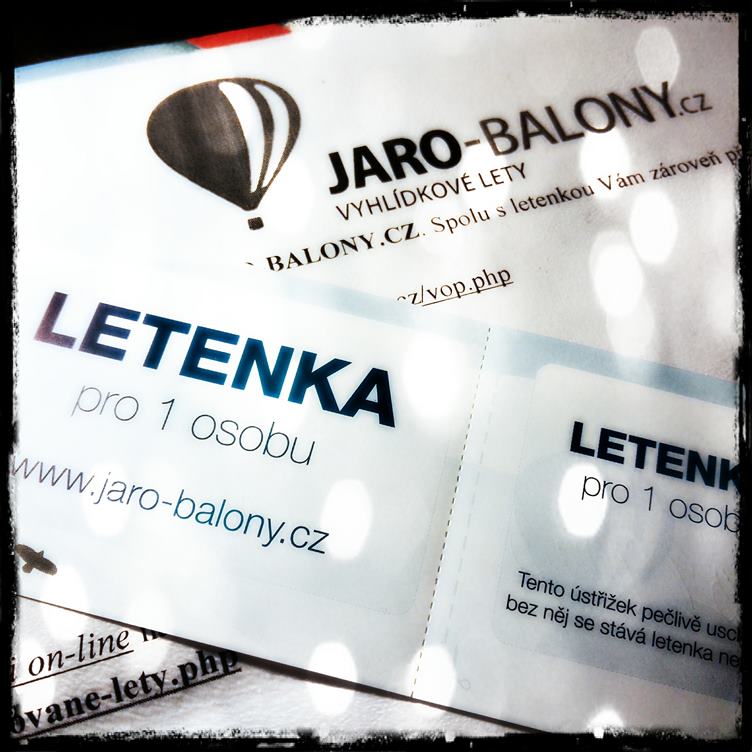 JARO-BALONY.cz
VYHLÍDKOVÉ LETY
BALONY.CZ. Spolu s letenkou Vám zároveň
cz/vop.php
LETENKA
pro 1 osobu
www.jaro-balony.cz
LETENK
pro 1 osob
Tento ústřižek pečlivě usch
bez něj se stává letenka ne
on-line
ovane-lety.php